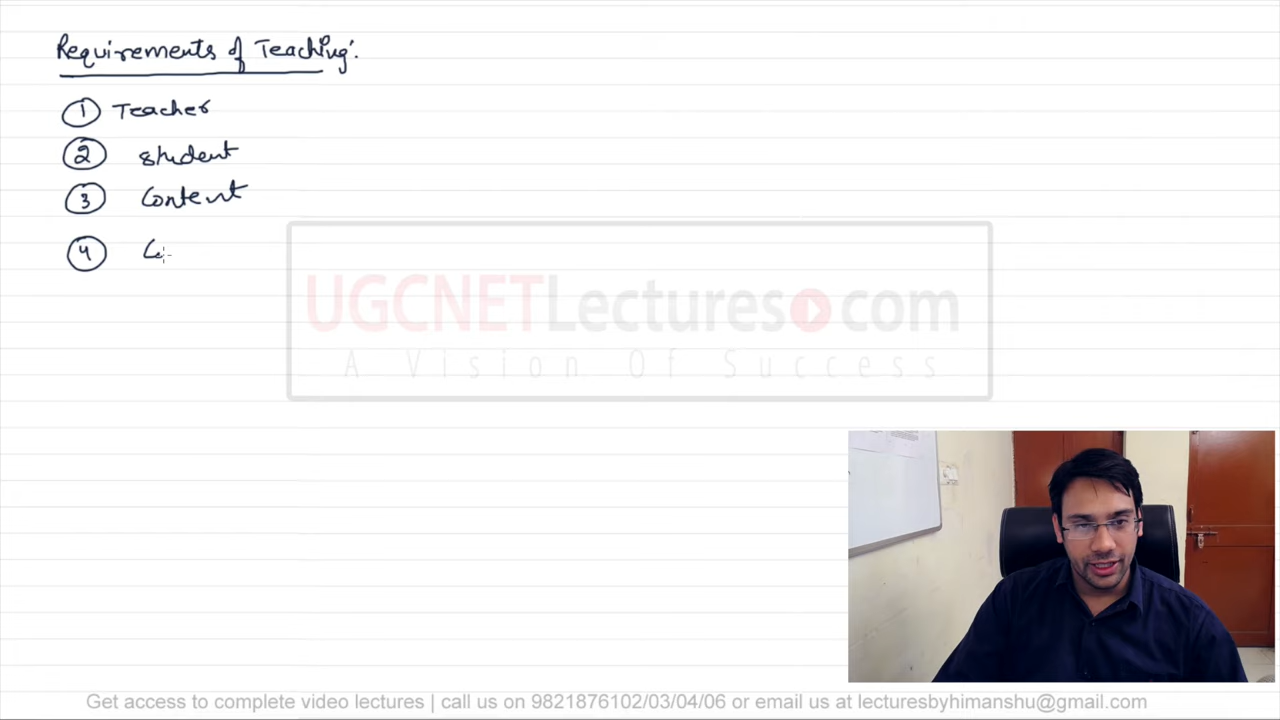 Requirements of Teaching:
1 Teacher
2 Student
3 Content
4
UGCNETLectures.com
A Vision Of Success
Get access to complete video lectures | call us on 9821876102/03/04/06 or email us at lecturesbyhimanshu@gmail.com